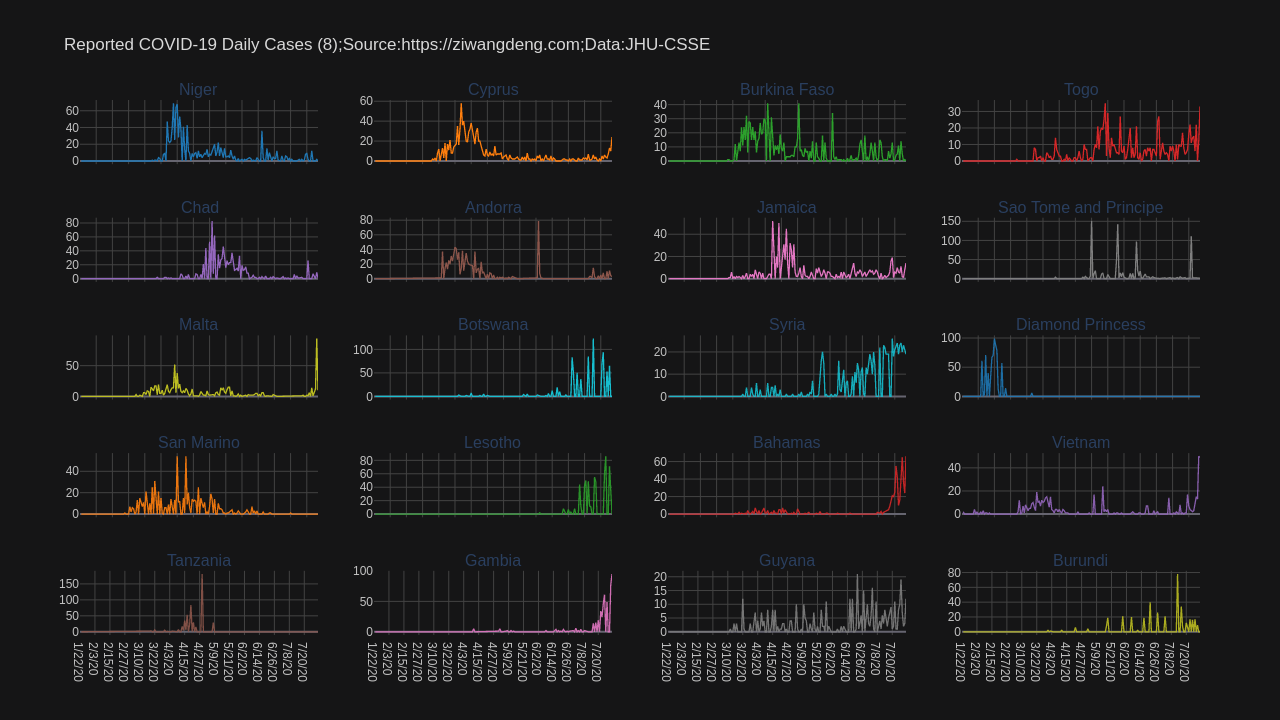 Reported COVID-19 Daily Cases (8);Source:https://ziwangdeng.com;Data:JHU-CSSE
Niger Cyprus Burkina Faso Togo
60 40 20 0
60 40 20 0
40 30 20 10 0
30 20 10 0
Chad Andorra Jamaica Sao Tome and Principe
80 60 40 20 0
80 60 40 20 0
40 20 0
150 100 50 0
Malta Botswana Syria Diamond Princess
50 0
100 50 0
20 10 0
100 50 0
San Marino Lesotho Bahamas Vietnam
40 20 0
80 60 40 20 0
60 40 20 0
40 20 0
Tanzania Gambia Guyana Burundi
150 100 50 0
100 50 0
20 15 10 5 0
80 60 40 20 0
1/22/20 2/3/20 2/15/20 2/27/20 3/10/20 3/22/20 4/3/20 4/15/20 4/27/20 5/9/20 5/21/20 6/2/20 6/14/20 6/26/20 7/8/20 7/20/20
1/22/20 2/3/20 2/15/20 2/27/20 3/10/20 3/22/20 4/3/20 4/15/20 4/27/20 5/9/20 5/21/20 6/2/20 6/14/20 6/26/20 7/8/20 7/20/20
1/22/20 2/3/20 2/15/20 2/27/20 3/10/20 3/22/20 4/3/20 4/15/20 4/27/20 5/9/20 5/21/20 6/2/20 6/14/20 6/26/20 7/8/20 7/20/20
1/22/20 2/3/20 2/15/20 2/27/20 3/10/20 3/22/20 4/3/20 4/15/20 4/27/20 5/9/20 5/21/20 6/2/20 6/14/20 6/26/20 7/8/20 7/20/20